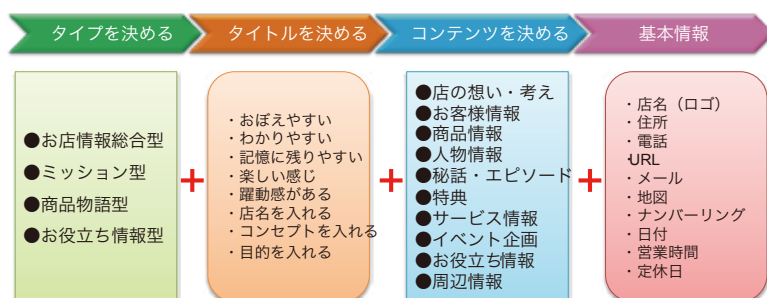 タイプを決める
タイトルを決める
コンテンツを決める
基本情報
●お店情報総合型
●ミッション型
●商品物語型
●お役立ち情報型
+
・おぼえやすい
・わかりやすい
・記憶に残りやすい
・楽しい感じ
・躍動感がある
・店名を入れる
・コンセプトを入れる
・目的を入れる
+
●店の想い・考え
●お客様情報
●商品情報
●人物情報
●秘話・エピソード
●特典
●サービス情報
●イベント企画
●お役立ち情報
●周辺情報
+
・店名（ロゴ）
・住所
・電話
・URL
・メール
・地図
・ナンバーリング
・日付
・営業時間
・定休日